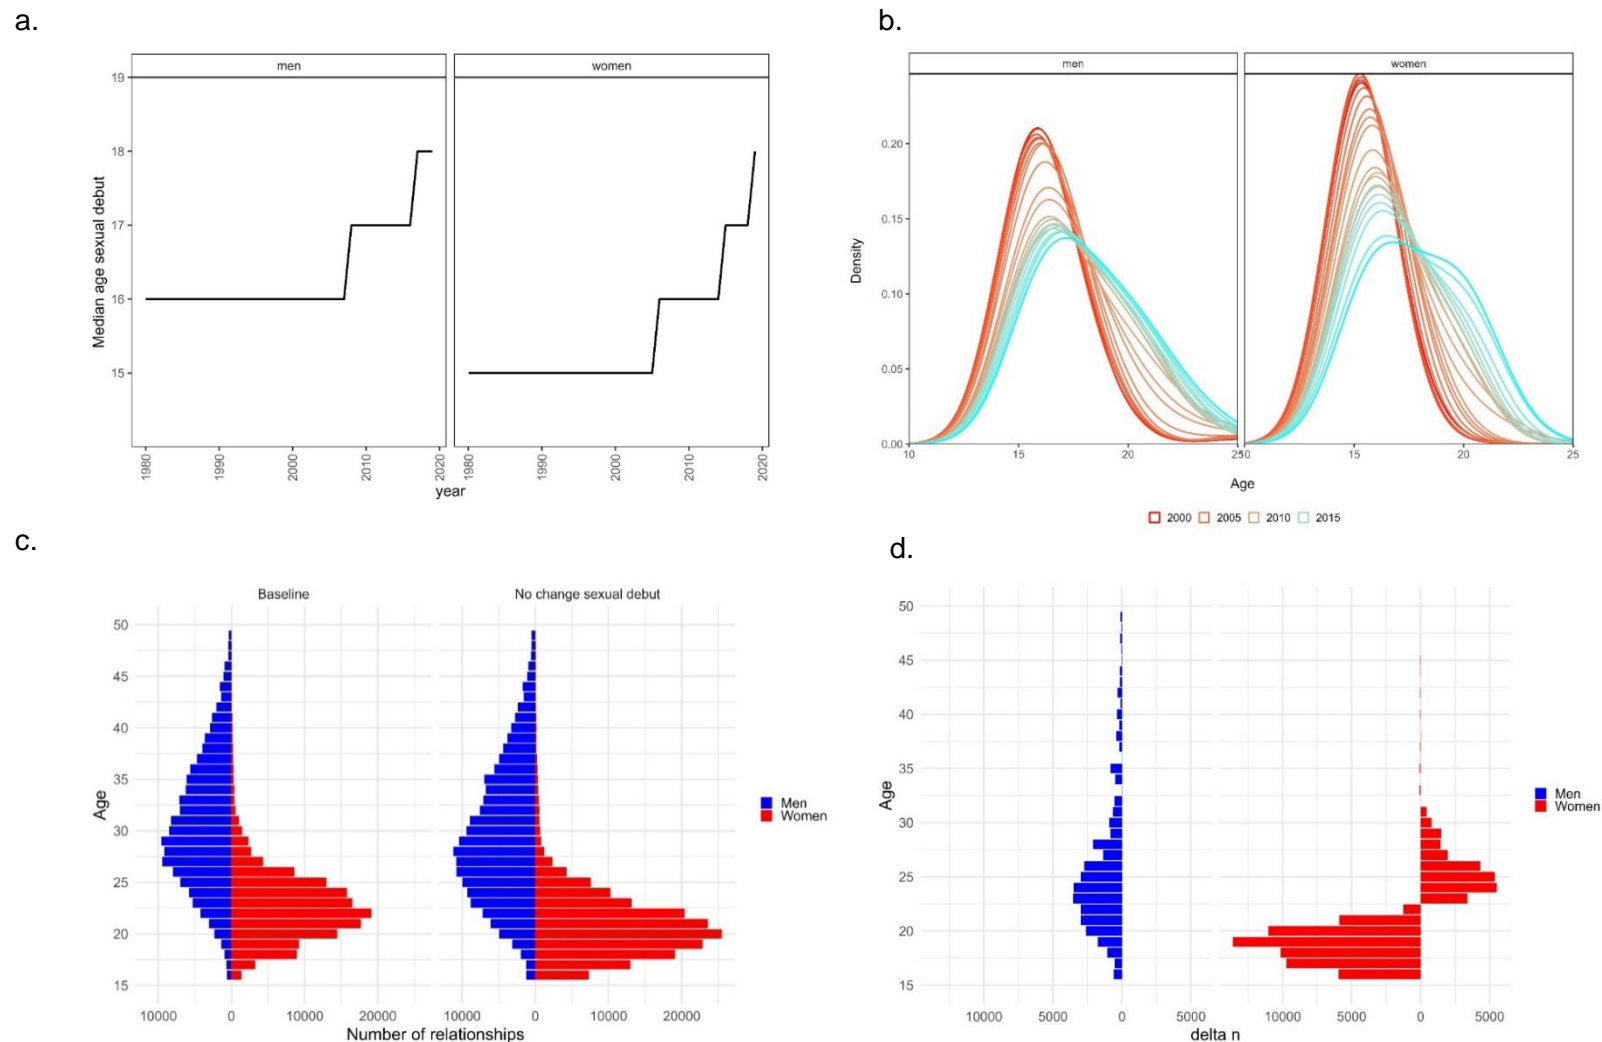 a.
men
women
19
18
17
16
15
Median age sexual debut
1980
1990
2000
2010
2020
1980
1990
2000
2010
2020
year
b.
men
women
0.20
0.15
0.10
0.05
0.00
Density
10
15
20
25
10
15
20
25
Age
2000 2005 2010 2015
c.
Baseline
No change sexual debut
50
45
40
35
30
25
20
15
Age
10000 0 10000 20000
10000 0 10000 20000
Number of relationships
Men
Women
d.
50
45
40
35
30
25
20
15
Age
10000 5000 0 5000
10000 5000 0 5000
delta n
Men
Women